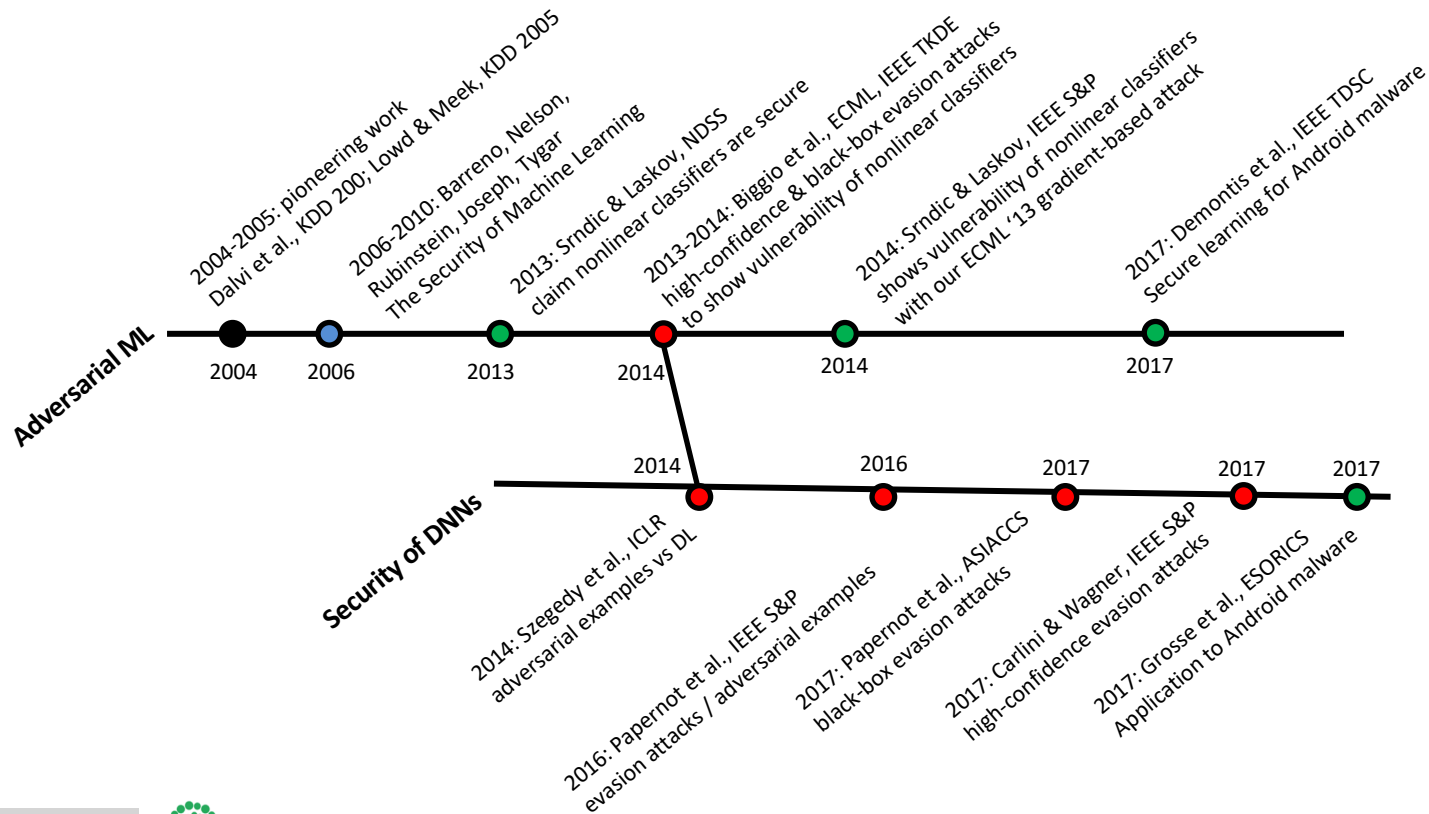 2004-2005: pioneering work
Dalvi et al., KDD 200; Lowd & Meek, KDD 2005
2006-2010: Barreno, Nelson,
Rubinstein, Joseph, Tygar
The Security of Machine Learning
2013: Srndic & Laskov, NDSS
claim nonlinear classifiers are secure
2013-2014: Biggio et al., ECML, IEEE TKDE
high-confidence & black-box evasion attacks
to show vulnerability of nonlinear classifiers
2014: Srndic & Laskov, IEEE S&P
shows vulnerability of nonlinear classifiers
with our ECML ‘13 gradient-based attack
2017: Demontis et al., IEEE TDSC
Secure learning for Android malware
Adversarial ML
2004
2006
2013
2014
2014
2017
Security of DNNs
2014
2016
2017
2017
2017
2014: Szegedy et al., ICLR
adversarial examples vs DL
2016: Papernot et al., IEEE S&P
evasion attacks / adversarial examples
2017: Papernot et al., ASIACCS
black-box evasion attacks
2017: Carlini & Wagner, IEEE S&P
high-confidence evasion attacks
2017: Grosse et al., ESORICS
Application to Android malware